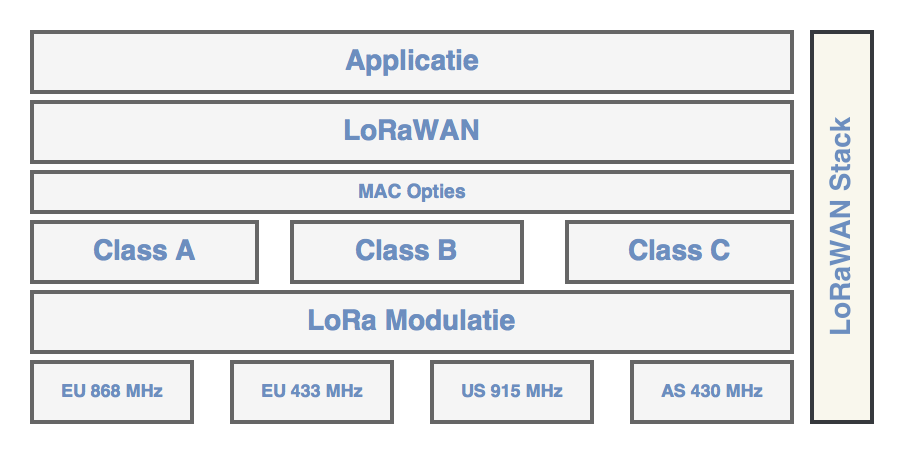 Applicatie
LoRaWAN
MAC Opties
Class A
Class B
Class C
LoRa Modulatie
EU 868 MHz
EU 433 MHz
US 915 MHz
AS 430 MHz
LoRaWAN Stack